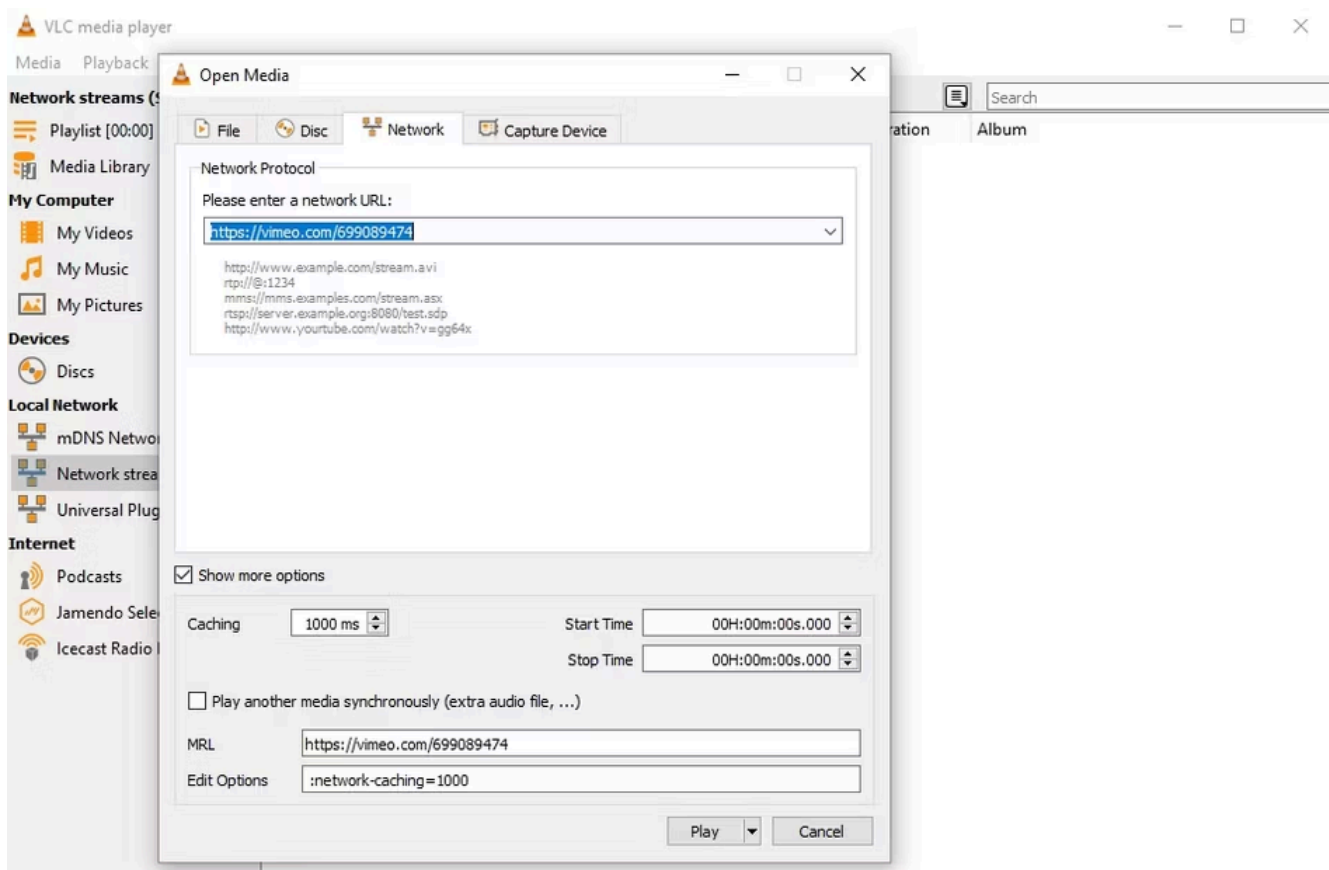 VLC media player
Media Playback
Open Media
Network streams (S
Playlist [00:00]
Media Library
My Computer
My Videos
My Music
My Pictures
Devices
Discs
Local Network
mDNS Networ
Network strea
Universal Plug
Internet
Podcasts
Jamendo Sele
Icecast Radio
File Disc Network Capture Device
Network Protocol
Please enter a network URL:
https://vimeo.com/699089474
http://www.example.com/stream.avi
rtp://@:1234
mms://mms.examples.com/stream.asx
rtsp://server.example.org:8080/test.sdp
http://www.yourtube.com/watch?v=gg64x
Show more options
Caching 1000 ms Start Time 00H:00m:00s.000
Stop Time 00H:00m:00s.000
Play another media synchronously (extra audio file, ...)
MRL https://vimeo.com/699089474
Edit Options :network-caching=1000
Play Cancel
Search
ration Album